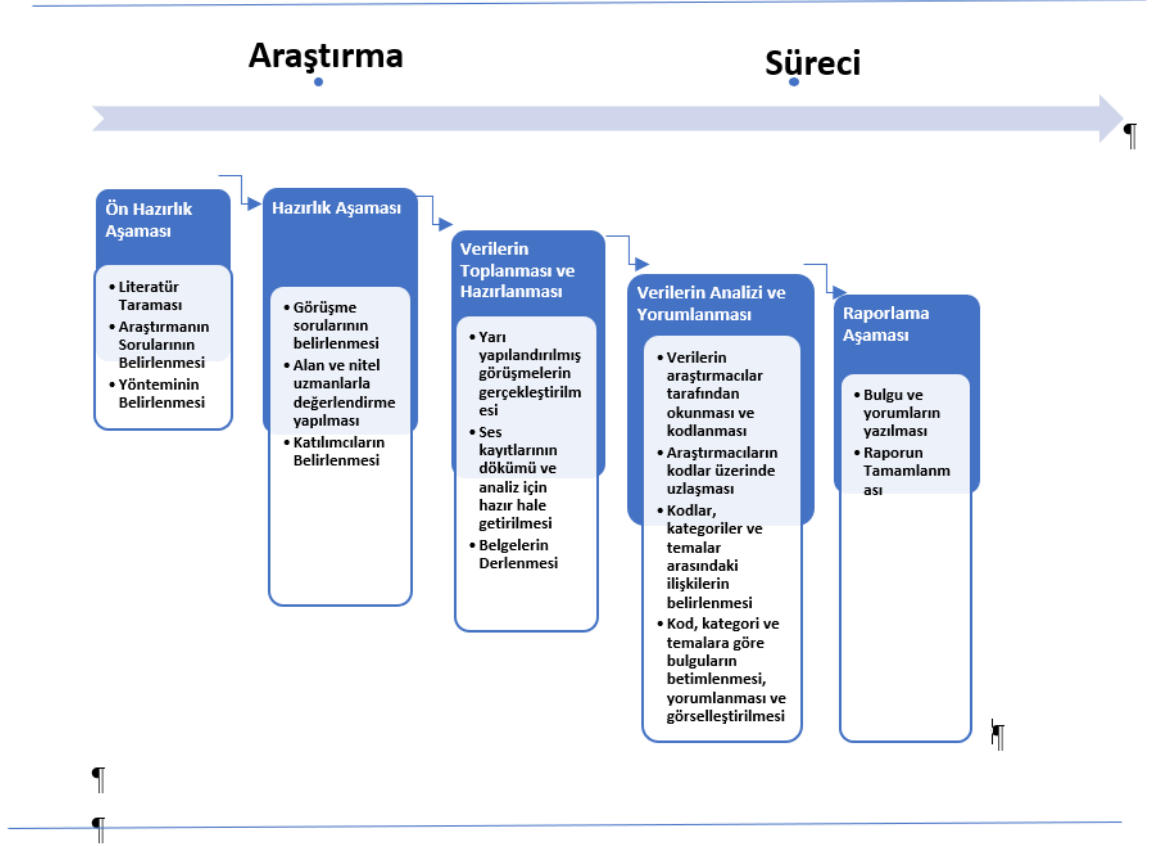 Araştırma Süreci
¶
Ön Hazırlık
Aşaması
• Literatür
Taraması
• Araştırmanın
Sorularının
Belirlenmesi
• Yönteminin
Belirlenmesi
Hazırlık Aşaması
• Görüşme
sorularının
belirlenmesi
• Alan ve nitel
uzmanlarla
değerlendirme
yapılması
• Katılımcıların
Belirlenmesi
Verilerin
Toplanması ve
Hazırlanması
• Yarı
yapılandırılmış
görüşmelerin
gerçekleştirilm
esi
• Ses
kayıtlarının
dökümü ve
analiz için
hazır hale
getirilmesi
• Belgelerin
Derlenmesi
Verilerin Analizi ve
Yorumlanması
• Verilerin
araştırmacılar
tarafından
okunması ve
kodlanması
• Araştırmacıların
kodlar üzerinde
uzlaşması
• Kodlar,
kategoriler ve
temalar
arasındaki
ilişkilerin
belirlenmesi
• Kod, kategori ve
temalara göre
bulguların
betimlenmesi,
yorumlanması ve
görselleştirilmesi
Raporlama
Aşaması
• Bulgu ve
yorumların
yazılması
• Raporun
Tamamlanm
ası
¶
¶
¶